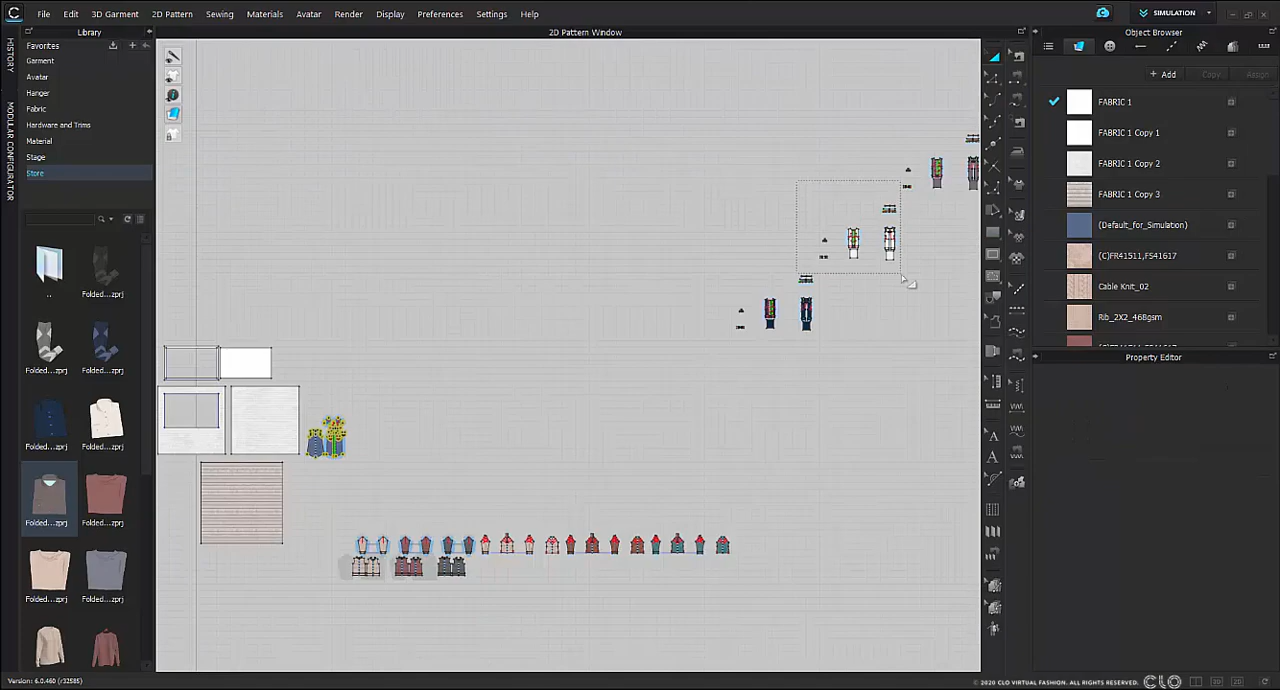 C File Edit 3D Garment 2D Pattern Sewing Materials Avatar Render Display Preferences Settings Help SIMULATION
Library 2D Pattern Window Object Browser
HISTORY
MODULAR CONFIGURATOR
Favorites
Garment
Avatar
Hanger
Fabric
Hardware and Trims
Material
Stage
Store
..
Folded....zprj
Folded....zprj Folded....zprj
Folded....zprj Folded....zprj
Folded....zprj Folded....zprj
Folded....zprj Folded....zprj
+ Add Copy Assign
FABRIC 1
FABRIC 1 Copy 1
FABRIC 1 Copy 2
FABRIC 1 Copy 3
(Default_for_Simulation)
(C)FR41511,FS41617
Cable Knit_02
Rib_2X2_468gsm
Property Editor
A
A
Version: 6.0.460 (r32585)
© 2020 CLO VIRTUAL FASHION. ALL RIGHTS RESERVED. CLO 3D 2D